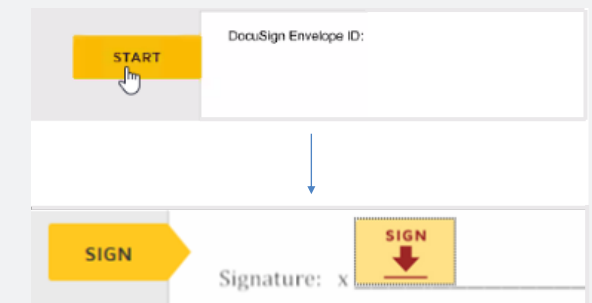 DocuSign Envelope ID:
START
SIGN
SIGN
Signature: x